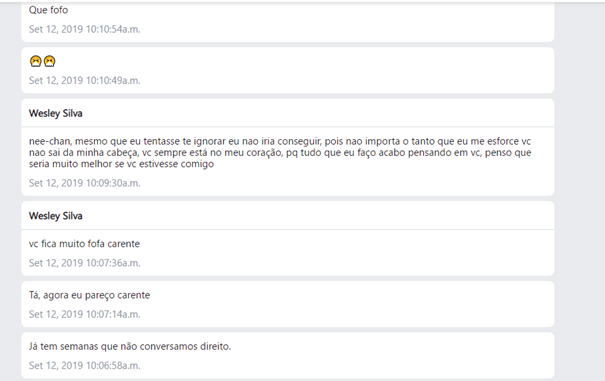 Que fofo
Set 12, 2019 10:10:54a.m.
Set 12, 2019 10:10:49a.m.
Wesley Silva
nee-chan, mesmo que eu tentasse te ignorar eu nao iria conseguir, pois nao importa o tanto que eu me esforce vc
nao sai da minha cabeça, vc sempre está no meu coração, pq tudo que eu faço acabo pensando em vc, penso que
seria muito melhor se vc estivesse comigo
Set 12, 2019 10:09:30a.m.
Wesley Silva
vc fica muito fofa carente
Set 12, 2019 10:07:36a.m.
Tá, agora eu pareço carente
Set 12, 2019 10:07:14a.m.
Já tem semanas que não conversamos direito.
Set 12, 2019 10:06:58a.m.